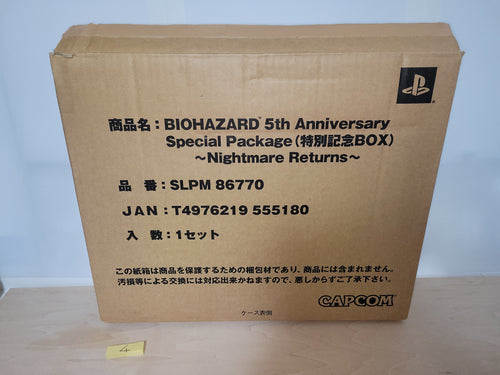 商品名：BIOHAZARD® 5th Anniversary
Special Package（特別記念BOX）
～Nightmare Returns～
品　番：SLPM 86770
JAN：T4976219 555180
入　数：1セット
この紙箱は商品を保護するための梱包材であり、商品には含まれません。
汚損等による交換には対応出来かねますので、悪しからずご了承下さい。
CAPCOM
ケース表側
4